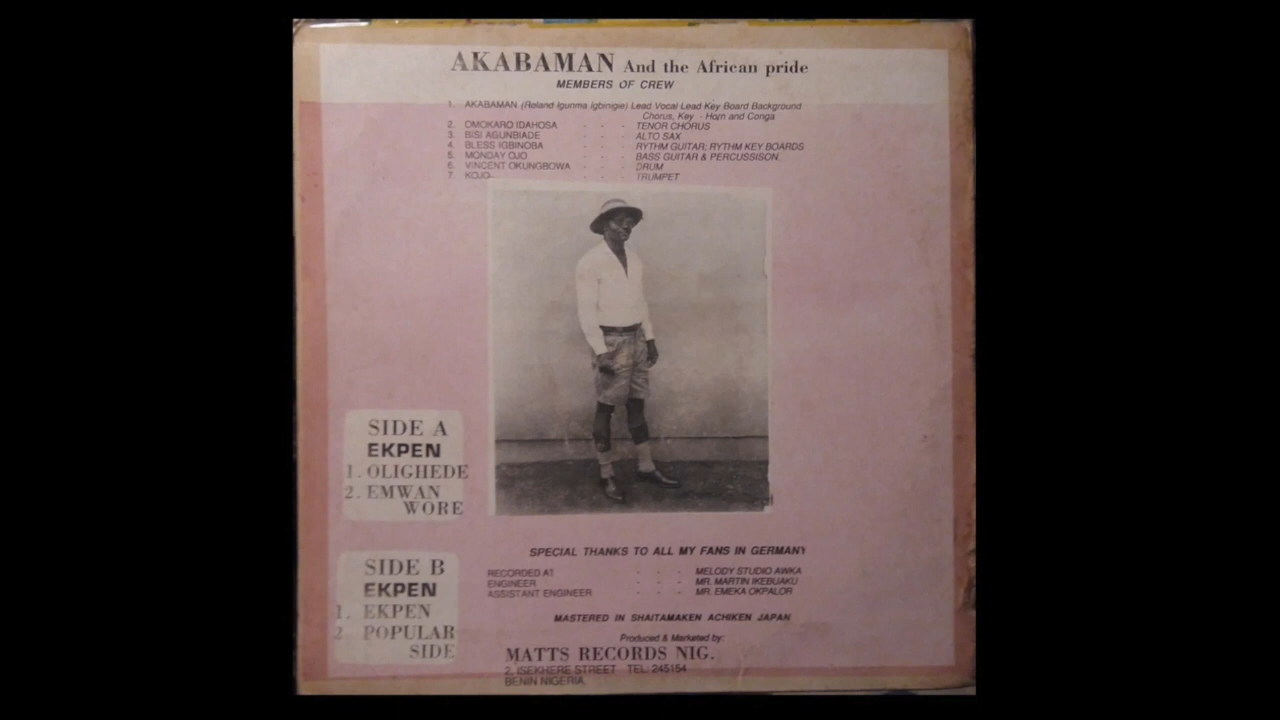 AKABAMAN And the African pride
MEMBERS OF CREW
1. AKABAMAN (Roland Igunma Igbinigie) Lead Vocal Lead Key Board Background
Chorus, Key - Horn and Conga
2. OMOKARO IDAHOSA - - - TENOR CHORUS
3. BISI AGUNBIADE - - - ALTO SAX
4. BLESS IGBINOBA - - - RYTHM GUITAR; RYTHM KEY BOARDS
5. MONDAY OJO - - - BASS GUITAR & PERCUSSISON.
6. VINCENT OKUNGBOWA - - - DRUM
7. KOJO - - - TRUMPET
SIDE A
EKPEN
1. OLIGHEDE
2. EMWAN
WORE
SIDE B
EKPEN
1. EKPEN
2 POPULAR
SIDE
SPECIAL THANKS TO ALL MY FANS IN GERMANY
RECORDED AT - - - MELODY STUDIO AWKA
ENGINEER - - - MR. MARTIN IKEBUAKU
ASSISTANT ENGINEER - - - MR. EMEKA OKPALOR
MASTERED IN SHAITAMAKEN ACHIKEN JAPAN
Produced & Marketed by:
MATTS RECORDS NIG.
2, ISEKHERE STREET TEL: 245154
BENIN NIGERIA.